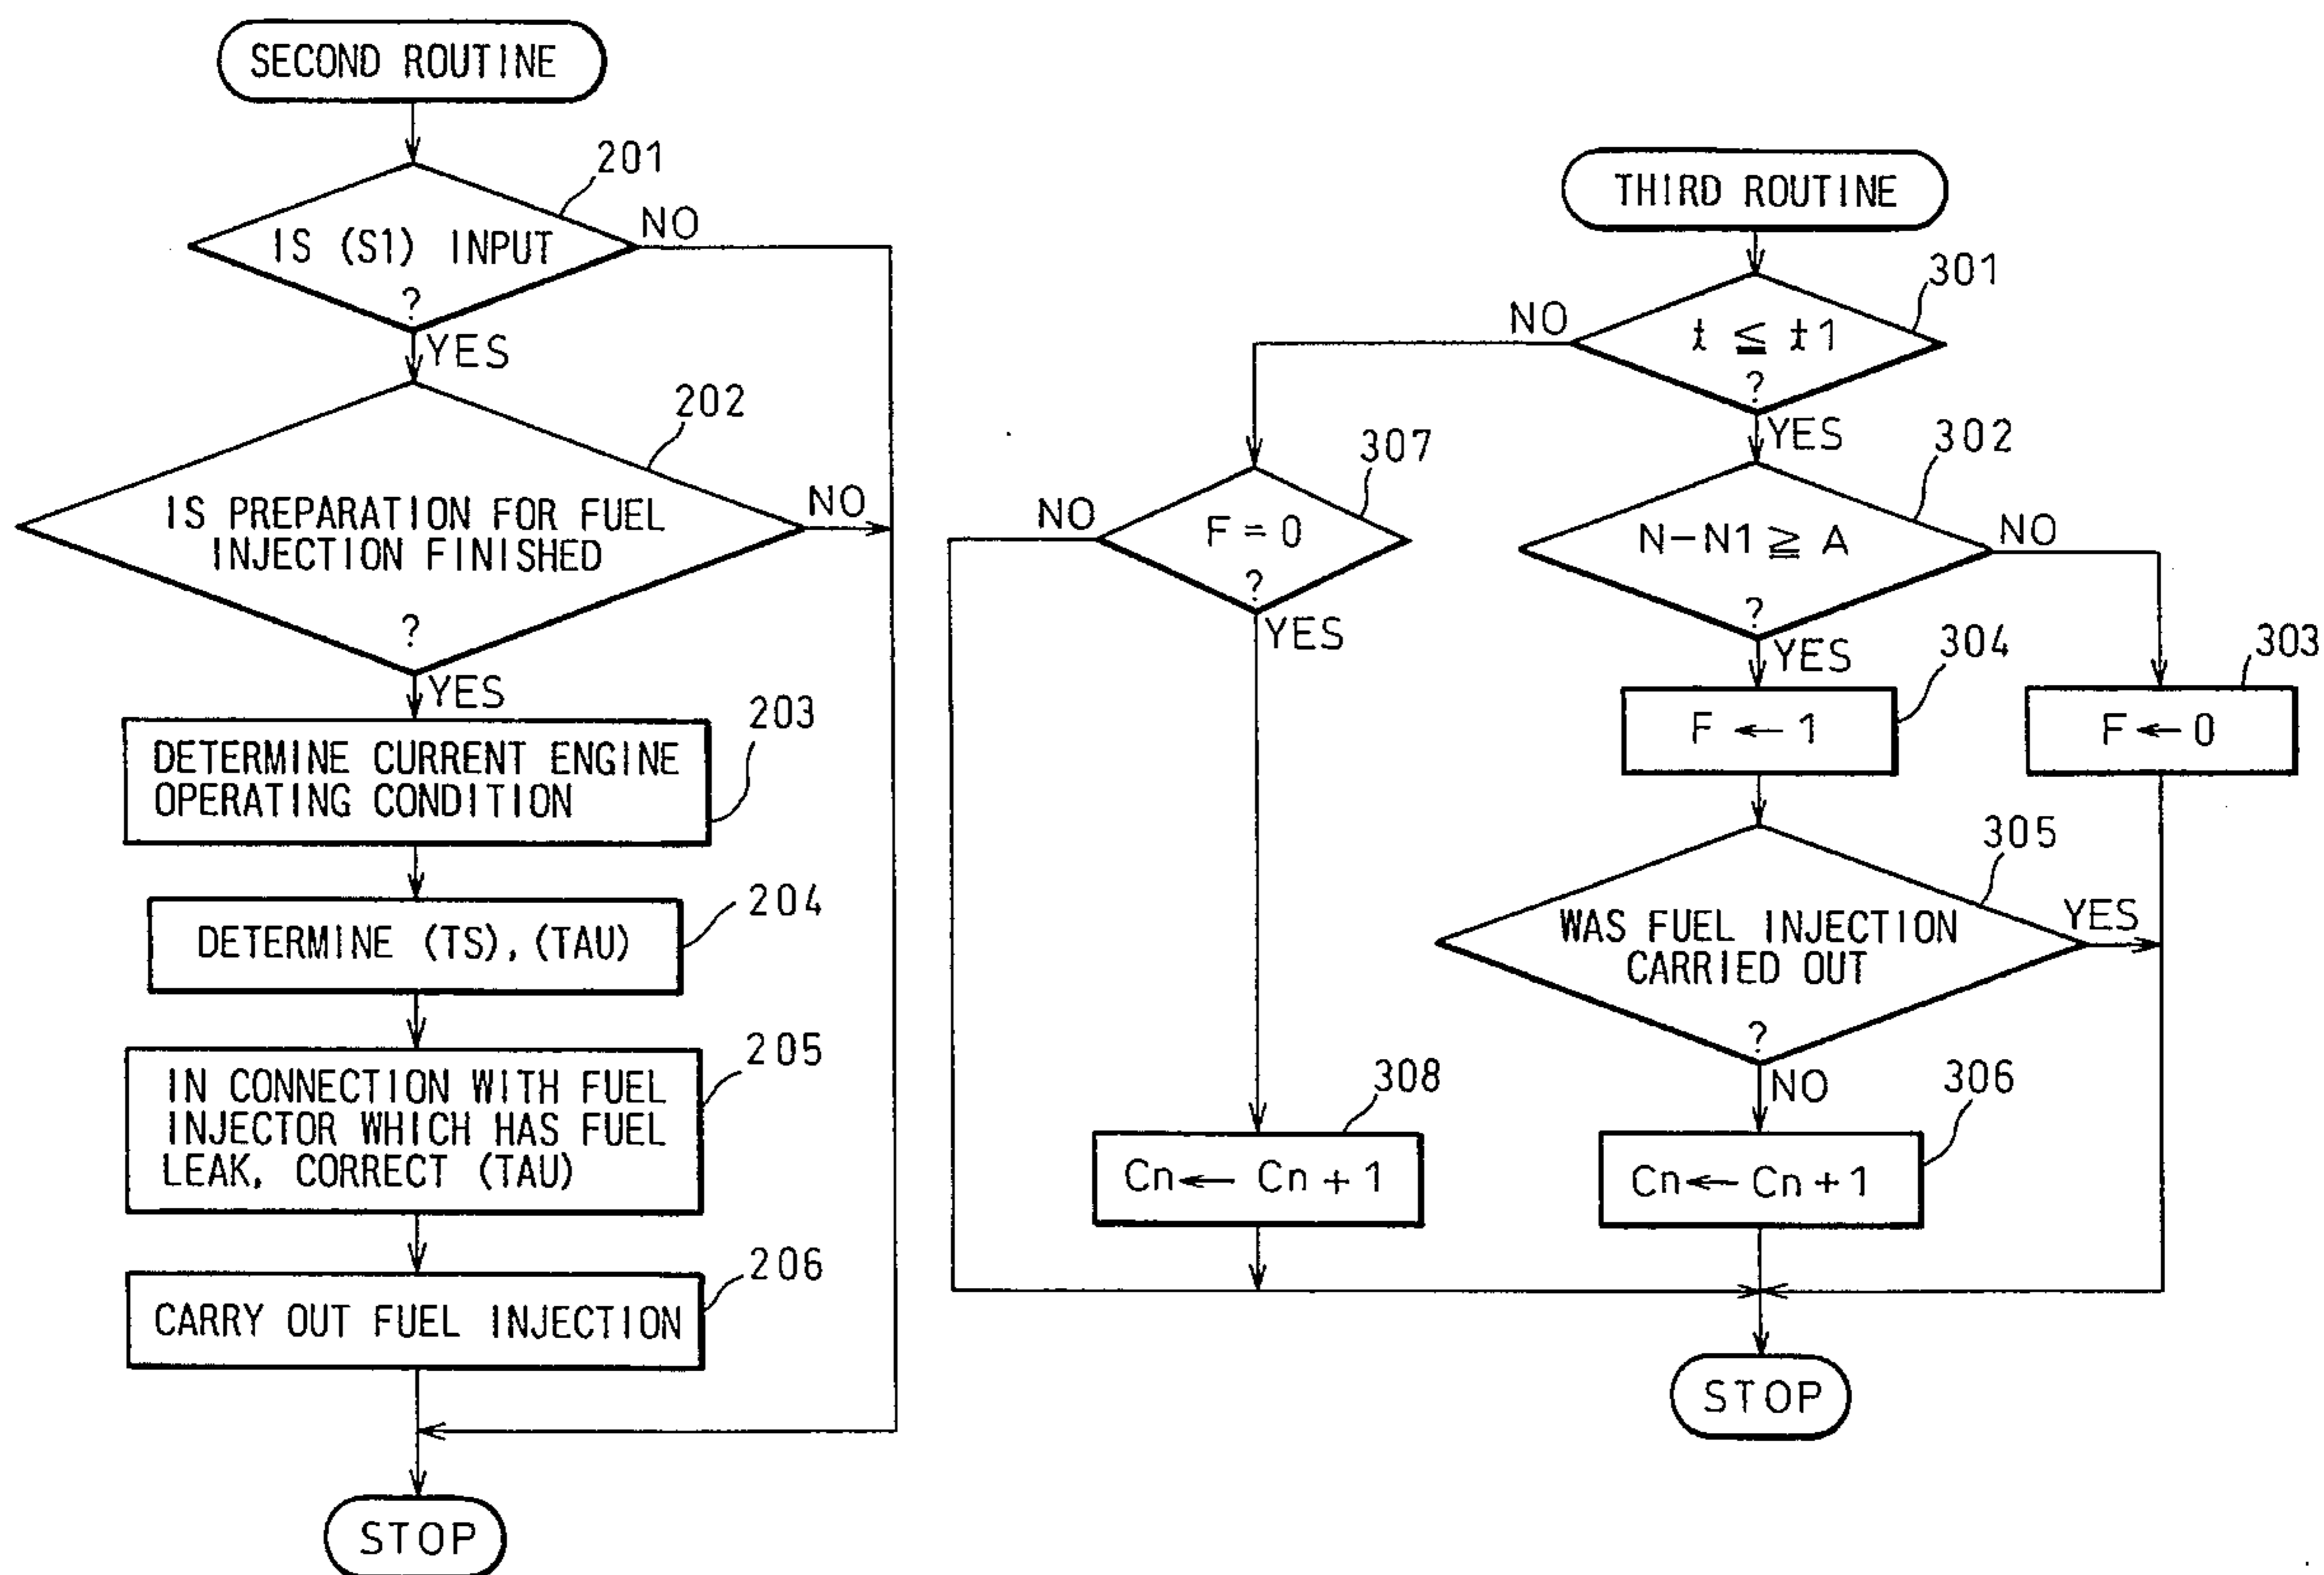 SECOND ROUTINE
201
IS (S1) INPUT
?
NO
YES
202
IS PREPARATION FOR FUEL
INJECTION FINISHED
?
NO
YES
203
DETERMINE CURRENT ENGINE
OPERATING CONDITION
204
DETERMINE (TS), (TAU)
205
IN CONNECTION WITH FUEL
INJECTOR WHICH HAS FUEL
LEAK, CORRECT (TAU)
206
CARRY OUT FUEL INJECTION
STOP
THIRD ROUTINE
301
t ≦ t1
?
NO
YES
302
N-N1 ≧ A
?
NO
YES
303
F ← 0
304
F ← 1
305
WAS FUEL INJECTION
CARRIED OUT
?
YES
NO
306
Cn ← Cn + 1
307
F = 0
?
NO
YES
308
Cn ← Cn + 1
STOP